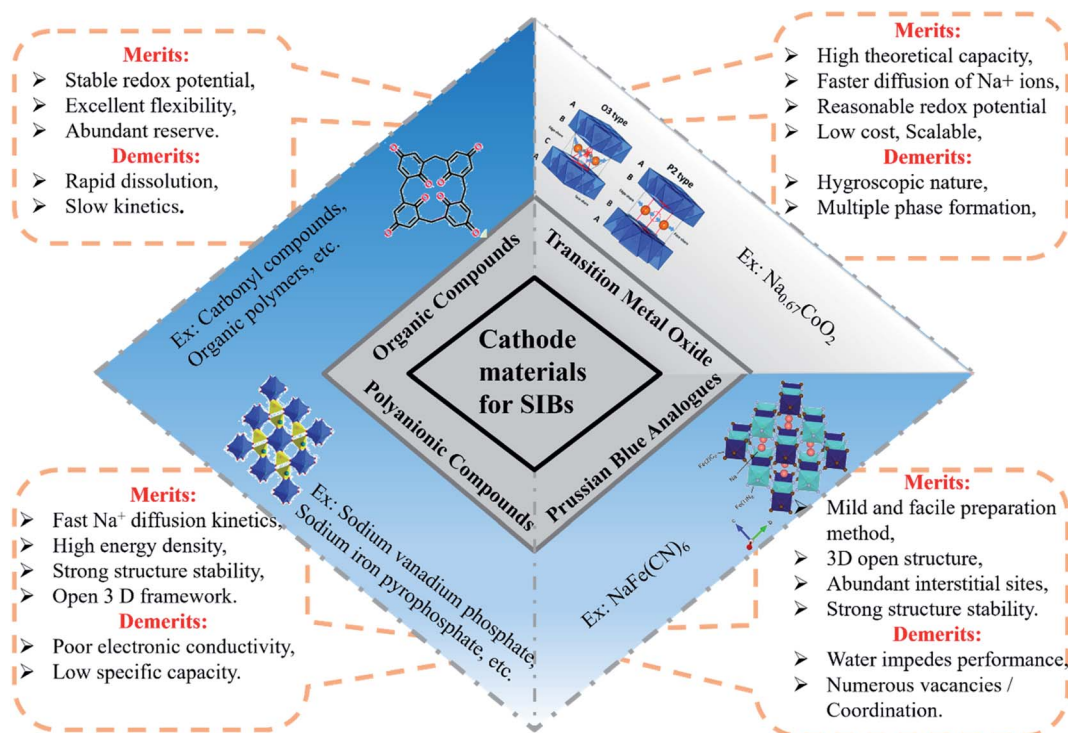 Merits:
➢ Stable redox potential,
➢ Excellent flexibility,
➢ Abundant reserve.
Demerits:
➢ Rapid dissolution,
➢ Slow kinetics.
Merits:
➢ High theoretical capacity,
➢ Faster diffusion of Na+ ions,
➢ Reasonable redox potential
➢ Low cost, Scalable,
Demerits:
➢ Hygroscopic nature,
➢ Multiple phase formation,
O3 type
A
B
B
C
A
P2 type
A
B
B
A
Ex: Carbonyl compounds,
Organic polymers, etc.
Ex: Na0.67CoO2
Organic Compounds
Transition Metal Oxide
Cathode
materials
for SIBs
Polyanionic Compounds
Prussian Blue Analogues
Ex: Sodium vanadium phosphate,
Sodium iron pyrophosphate, etc.
Ex: NaFe(CN)6
Na
Merits:
➢ Fast Na+ diffusion kinetics,
➢ High energy density,
➢ Strong structure stability,
➢ Open 3 D framework.
Demerits:
➢ Poor electronic conductivity,
➢ Low specific capacity.
Merits:
➢ Mild and facile preparation
method,
➢ 3D open structure,
➢ Abundant interstitial sites,
➢ Strong structure stability.
Demerits:
➢ Water impedes performance,
➢ Numerous vacancies /
Coordination.